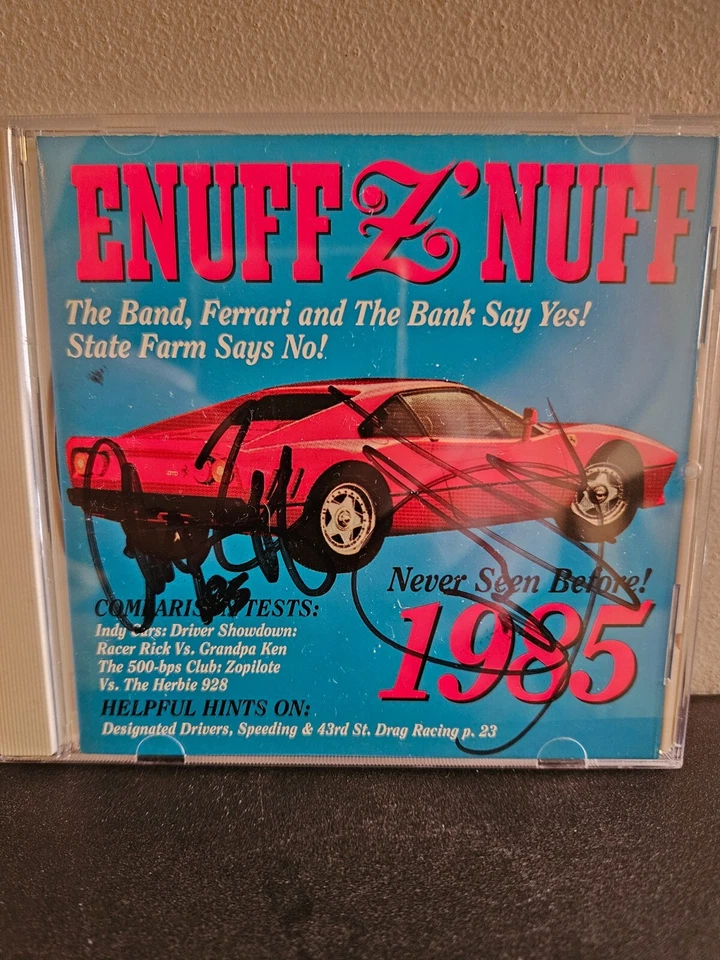 ENUFF Z'NUFF
The Band, Ferrari and The Bank Say Yes!
State Farm Says No!
Never Seen Before!
1985
COMPARISON TESTS:
Indy Cars: Driver Showdown:
Racer Rick Vs. Grandpa Ken
The 500-bps Club: Zopilote
Vs. The Herbie 928
HELPFUL HINTS ON:
Designated Drivers, Speeding & 43rd St. Drag Racing p. 23